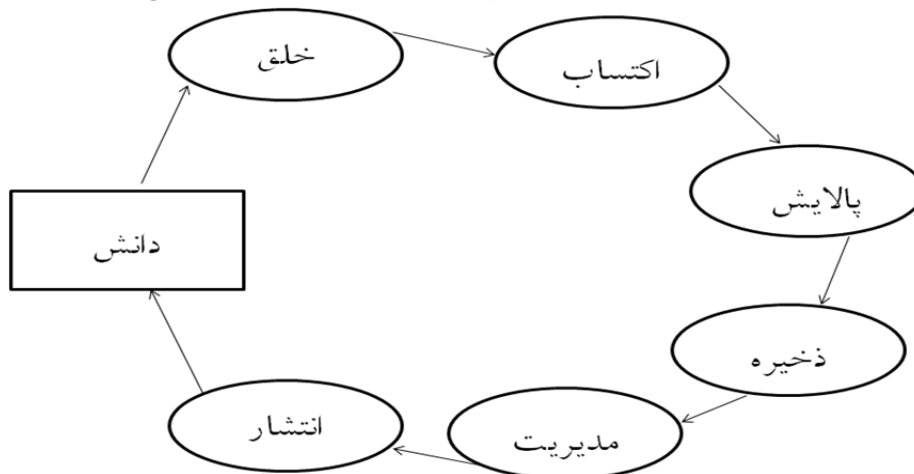 خلق
اکتساب
پالایش
ذخیره
مدیریت
انتشار
دانش